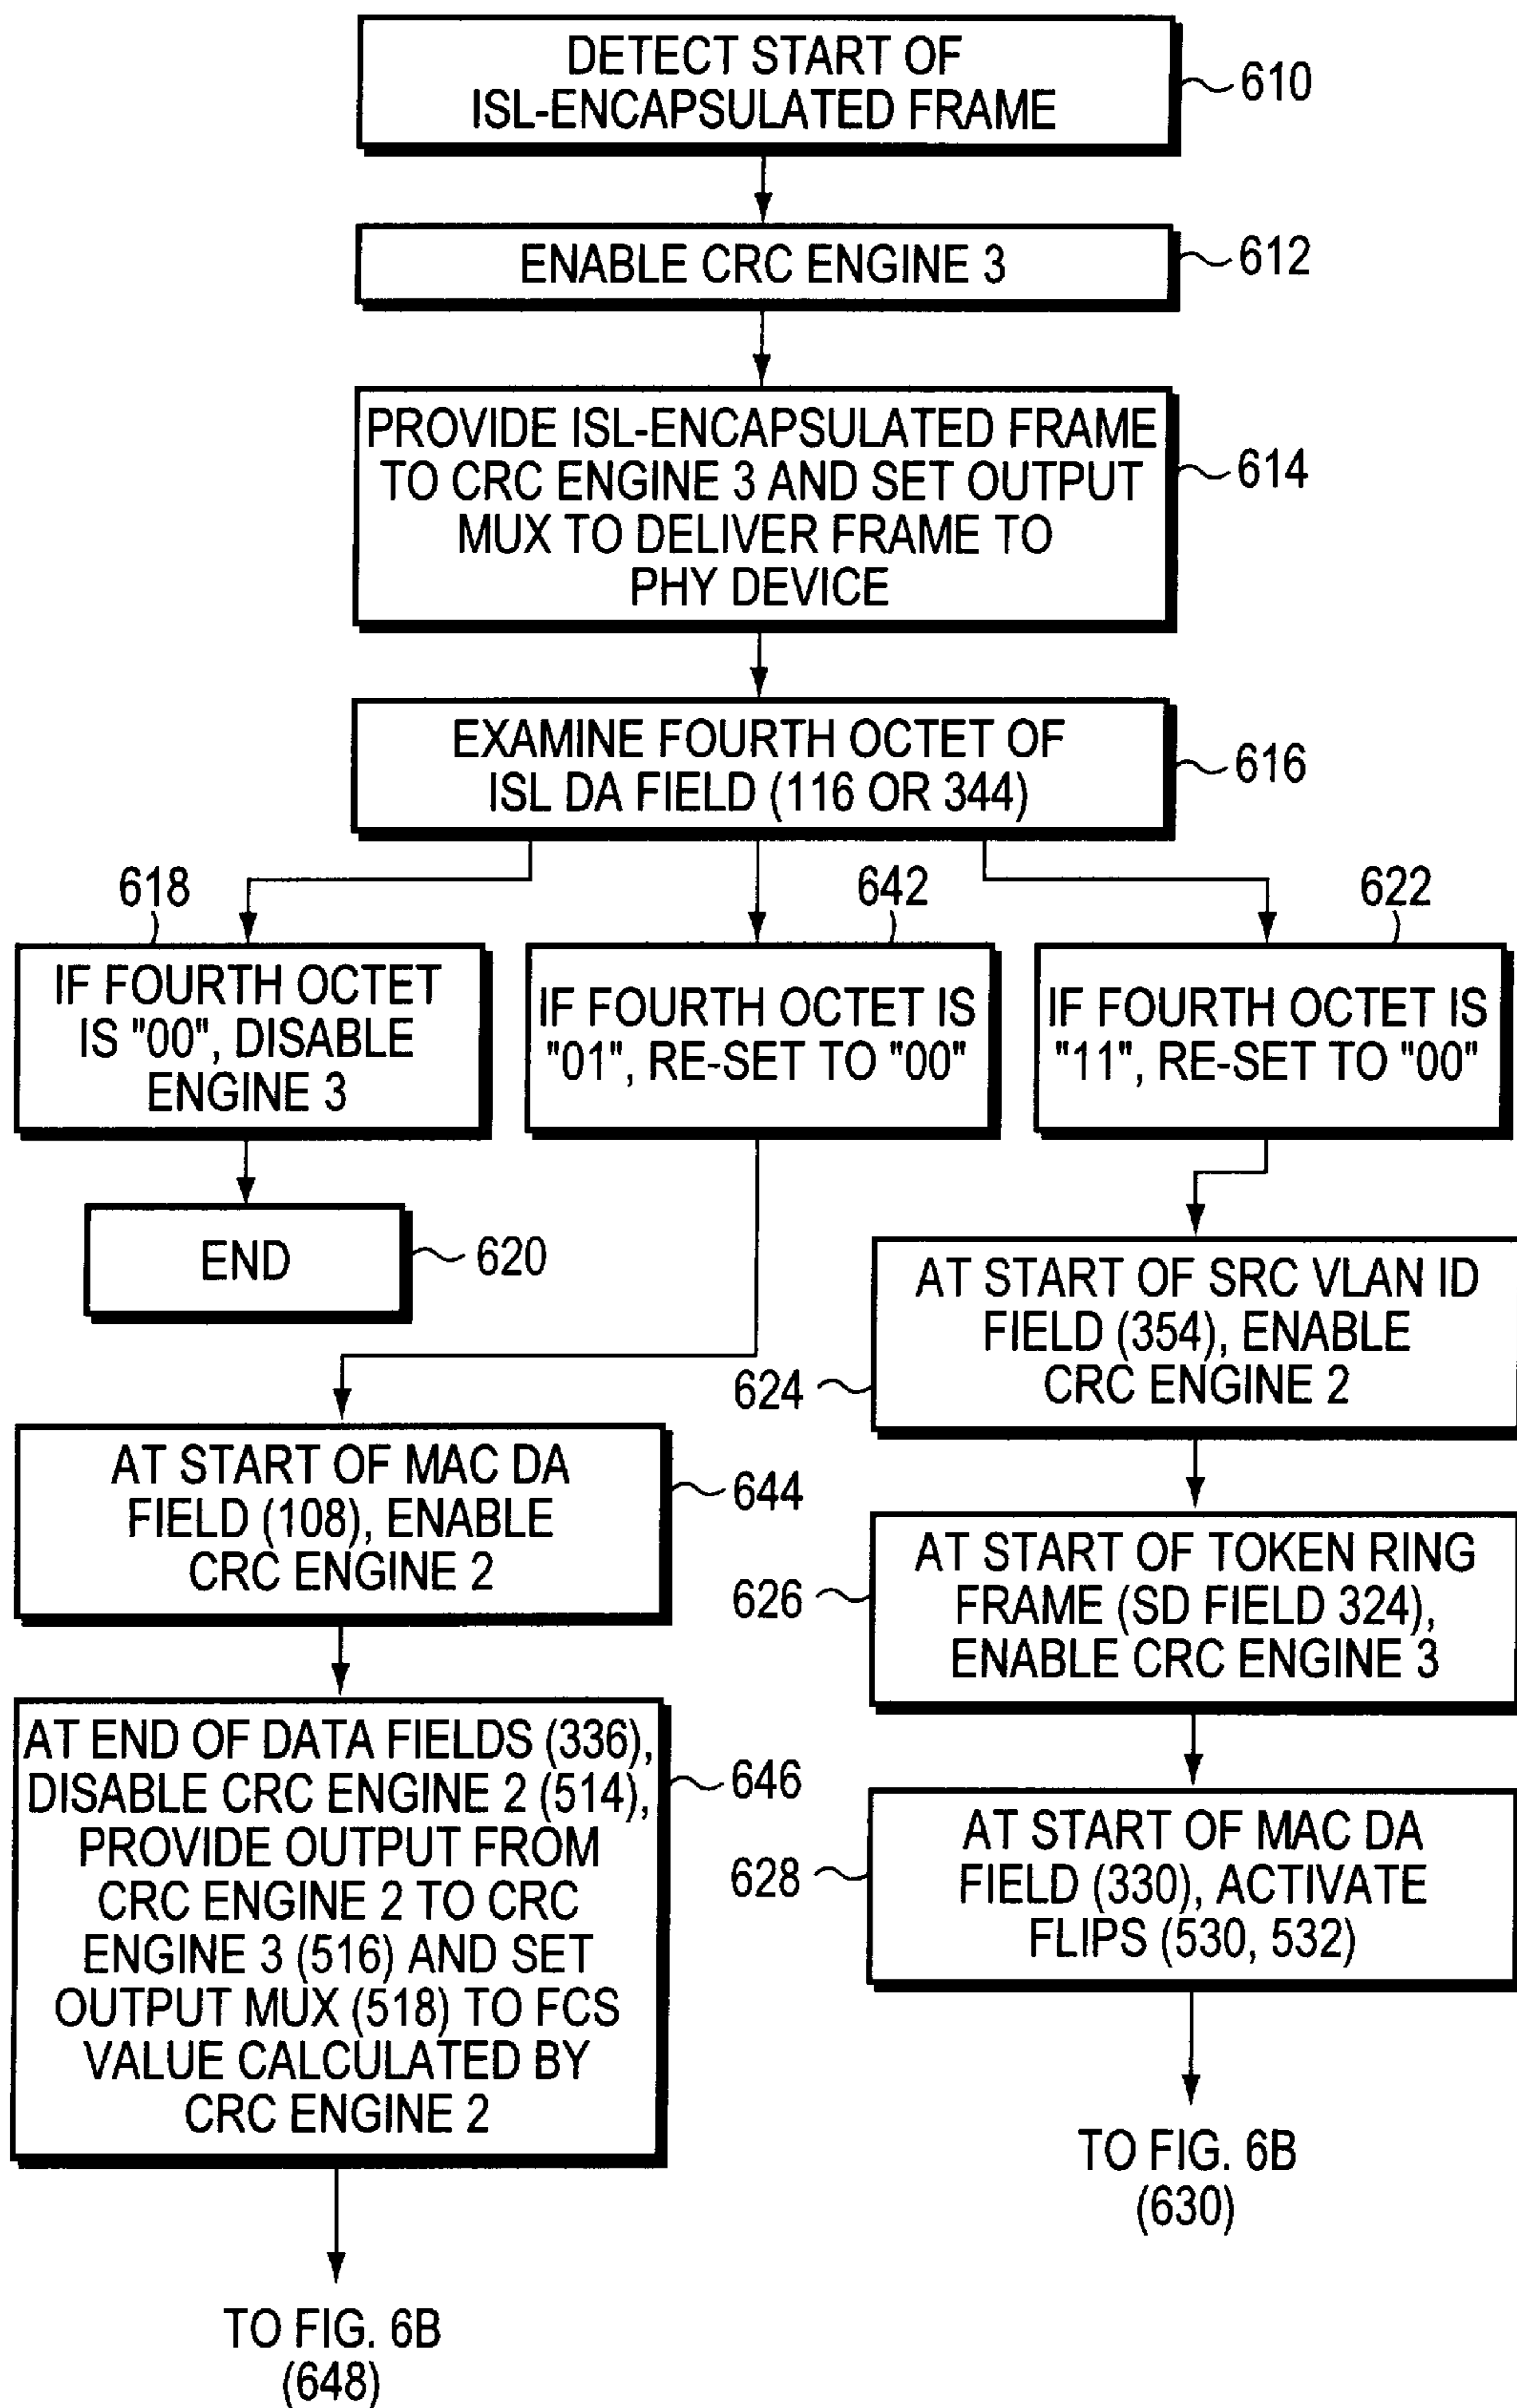 DETECT START OF
ISL-ENCAPSULATED FRAME
610
ENABLE CRC ENGINE 3
612
PROVIDE ISL-ENCAPSULATED FRAME
TO CRC ENGINE 3 AND SET OUTPUT
MUX TO DELIVER FRAME TO
PHY DEVICE
614
EXAMINE FOURTH OCTET OF
ISL DA FIELD (116 OR 344)
616
618
IF FOURTH OCTET
IS "00", DISABLE
ENGINE 3
642
IF FOURTH OCTET IS
"01", RE-SET TO "00"
622
IF FOURTH OCTET IS
"11", RE-SET TO "00"
END
620
AT START OF SRC VLAN ID
FIELD (354), ENABLE
CRC ENGINE 2
624
AT START OF MAC DA
FIELD (108), ENABLE
CRC ENGINE 2
644
AT START OF TOKEN RING
FRAME (SD FIELD 324),
ENABLE CRC ENGINE 3
626
AT END OF DATA FIELDS (336),
DISABLE CRC ENGINE 2 (514),
PROVIDE OUTPUT FROM
CRC ENGINE 2 TO CRC
ENGINE 3 (516) AND SET
OUTPUT MUX (518) TO FCS
VALUE CALCULATED BY
CRC ENGINE 2
646
AT START OF MAC DA
FIELD (330), ACTIVATE
FLIPS (530, 532)
628
TO FIG. 6B
(630)
TO FIG. 6B
(648)